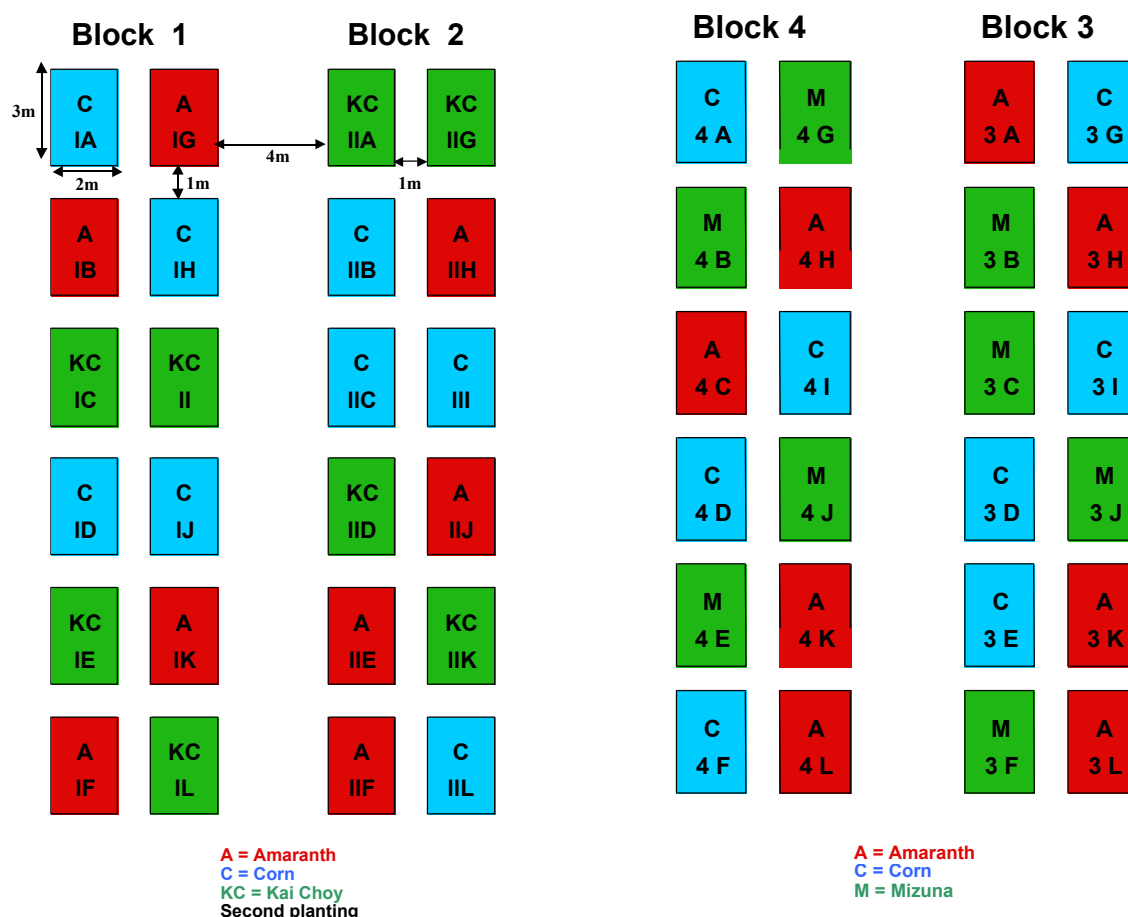 Block 1
Block 2
Block 4
Block 3
3m
C
IA
A
IG
KC
IIA
KC
IIG
C
4 A
M
4 G
A
3 A
C
3 G
4m
2m
1m
1m
A
IB
C
IH
C
IIB
A
IIH
M
4 B
A
4 H
M
3 B
A
3 H
KC
IC
KC
II
C
IIC
C
III
A
4 C
C
4 I
M
3 C
C
3 I
C
ID
C
IJ
KC
IID
A
IIJ
C
4 D
M
4 J
C
3 D
M
3 J
KC
IE
A
IK
A
IIE
KC
IIK
M
4 E
A
4 K
C
3 E
A
3 K
A
IF
KC
IL
A
IIF
C
IIL
C
4 F
A
4 L
M
3 F
A
3 L
A = Amaranth
C = Corn
KC = Kai Choy
Second planting
A = Amaranth
C = Corn
M = Mizuna